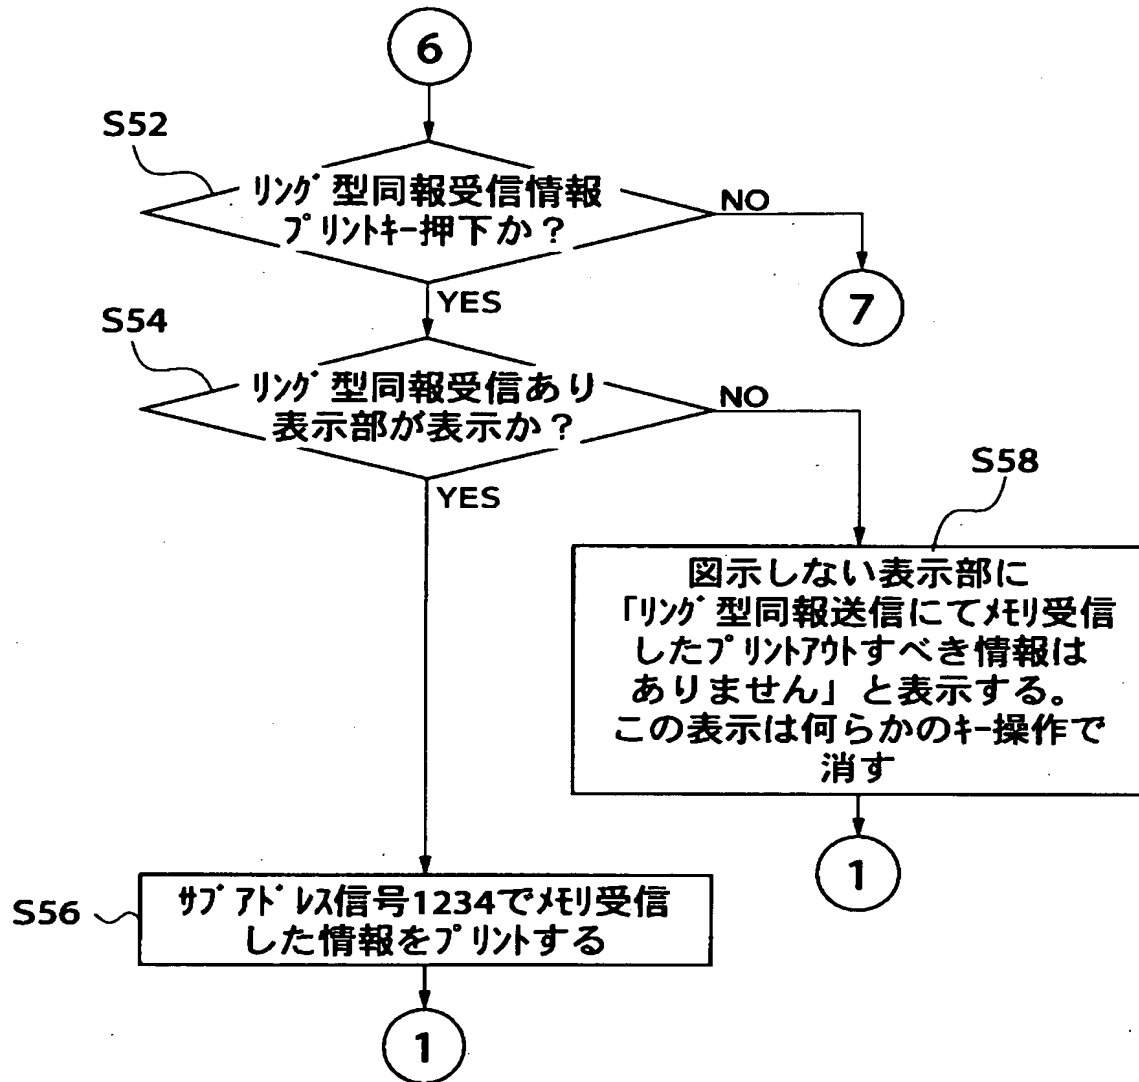 6
S52
リング型同報受信情報
プリントキー押下か？
NO
7
YES
S54
リング型同報受信あり
表示部が表示か？
NO
YES
S58
図示しない表示部に
「リング型同報送信にてメモリ受信
したプリントアウトすべき情報は
ありません」と表示する。
この表示は何らかのキー操作で
消す
1
S56
サブアドレス信号1234でメモリ受信
した情報をプリントする
1